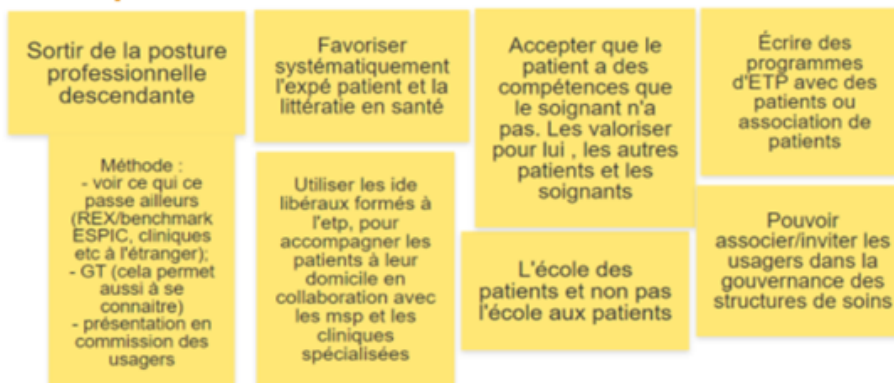 Sortir de la posture
professionnelle
descendante
Méthode :
- voir ce qui ce
passe ailleurs
(REX/benchmark
ESPIC, cliniques
etc à l'étranger);
- GT (cela permet
aussi à se
connaitre)
- présentation en
commission des
usagers
Favoriser
systématiquement
l'expé patient et la
littératie en santé
Utiliser les ide
libéraux formés à
l'etp, pour
accompagner les
patients à leur
domicile en
collaboration avec
les msp et les
cliniques
spécialisées
Accepter que le
patient a des
compétences que
le soignant n'a
pas. Les valoriser
pour lui , les autres
patients et les
soignants
L'école des
patients et non pas
l'école aux patients
Écrire des
programmes
d'ETP avec des
patients ou
association de
patients
Pouvoir
associer/inviter les
usagers dans la
gouvernance des
structures de soins